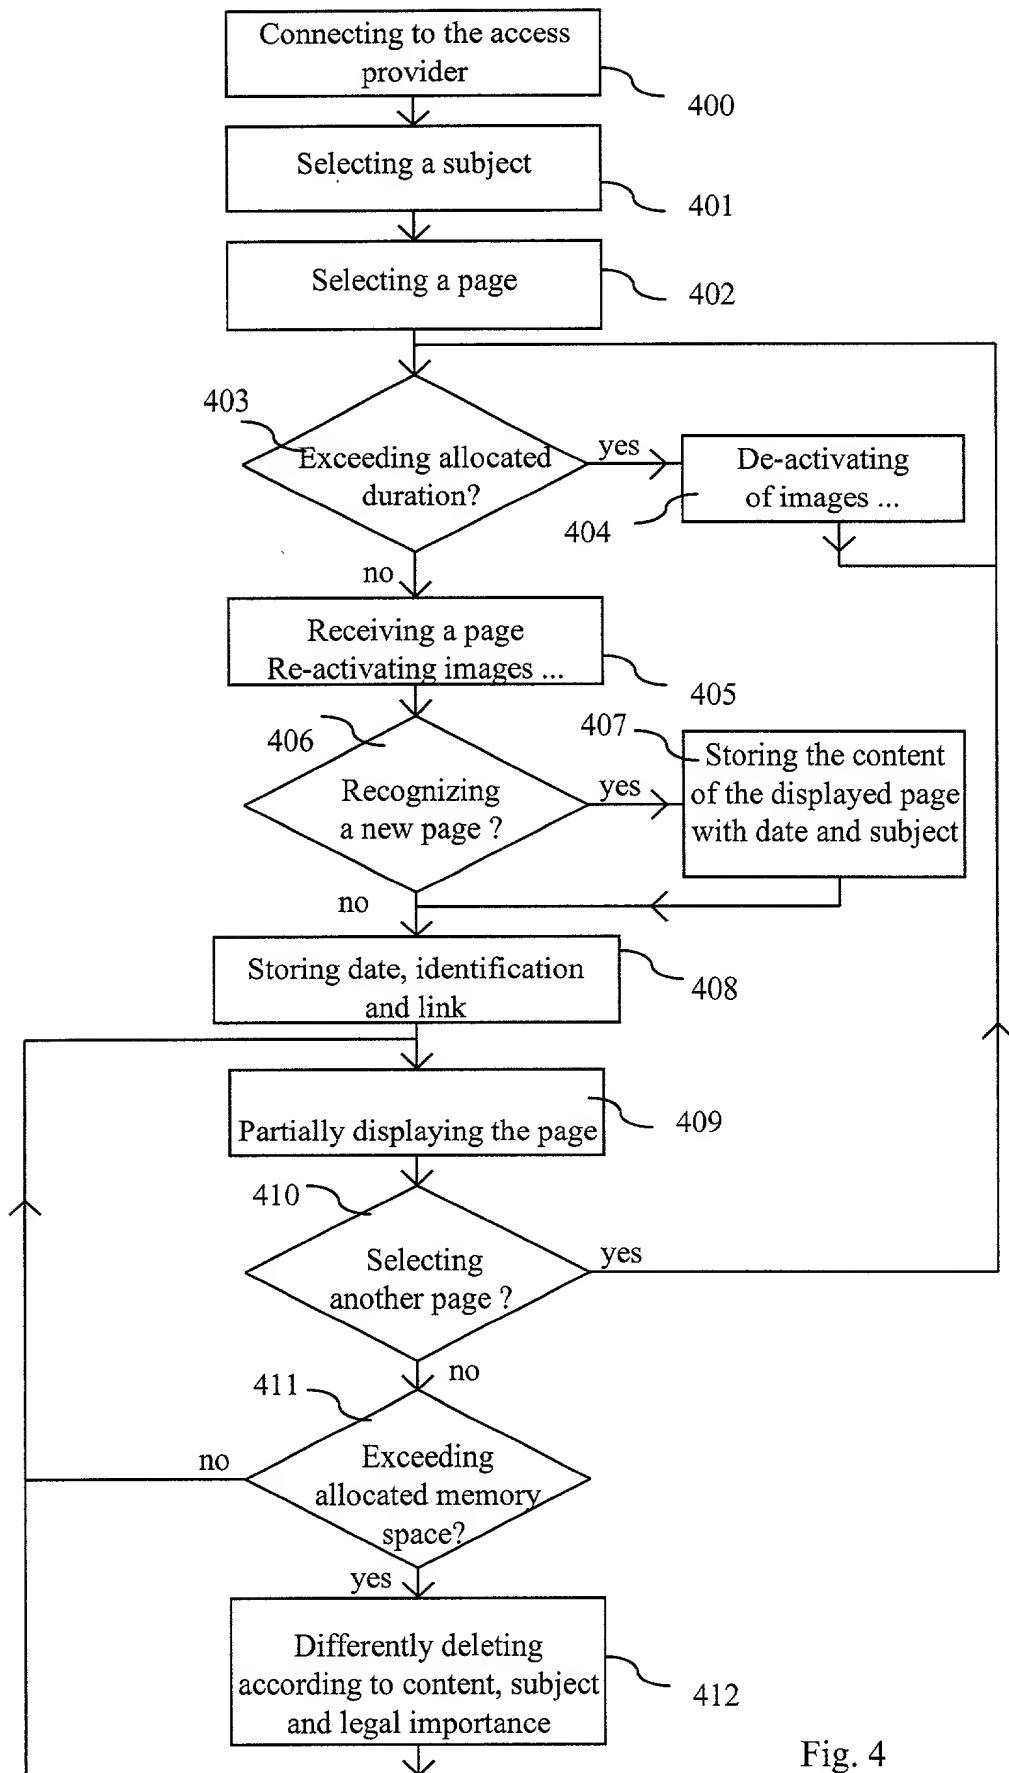 Connecting to the access
provider
400
Selecting a subject
401
Selecting a page
402
403
Exceeding allocated
duration?
yes
De-activating
of images ...
404
no
Receiving a page
Re-activating images ...
405
406
Recognizing
a new page ?
yes
407
Storing the content
of the displayed page
with date and subject
no
Storing date, identification
and link
408
Partially displaying the page
409
410
Selecting
another page ?
yes
no
411
Exceeding
allocated memory
space?
no
yes
Differently deleting
according to content, subject
and legal importance
412
Fig. 4